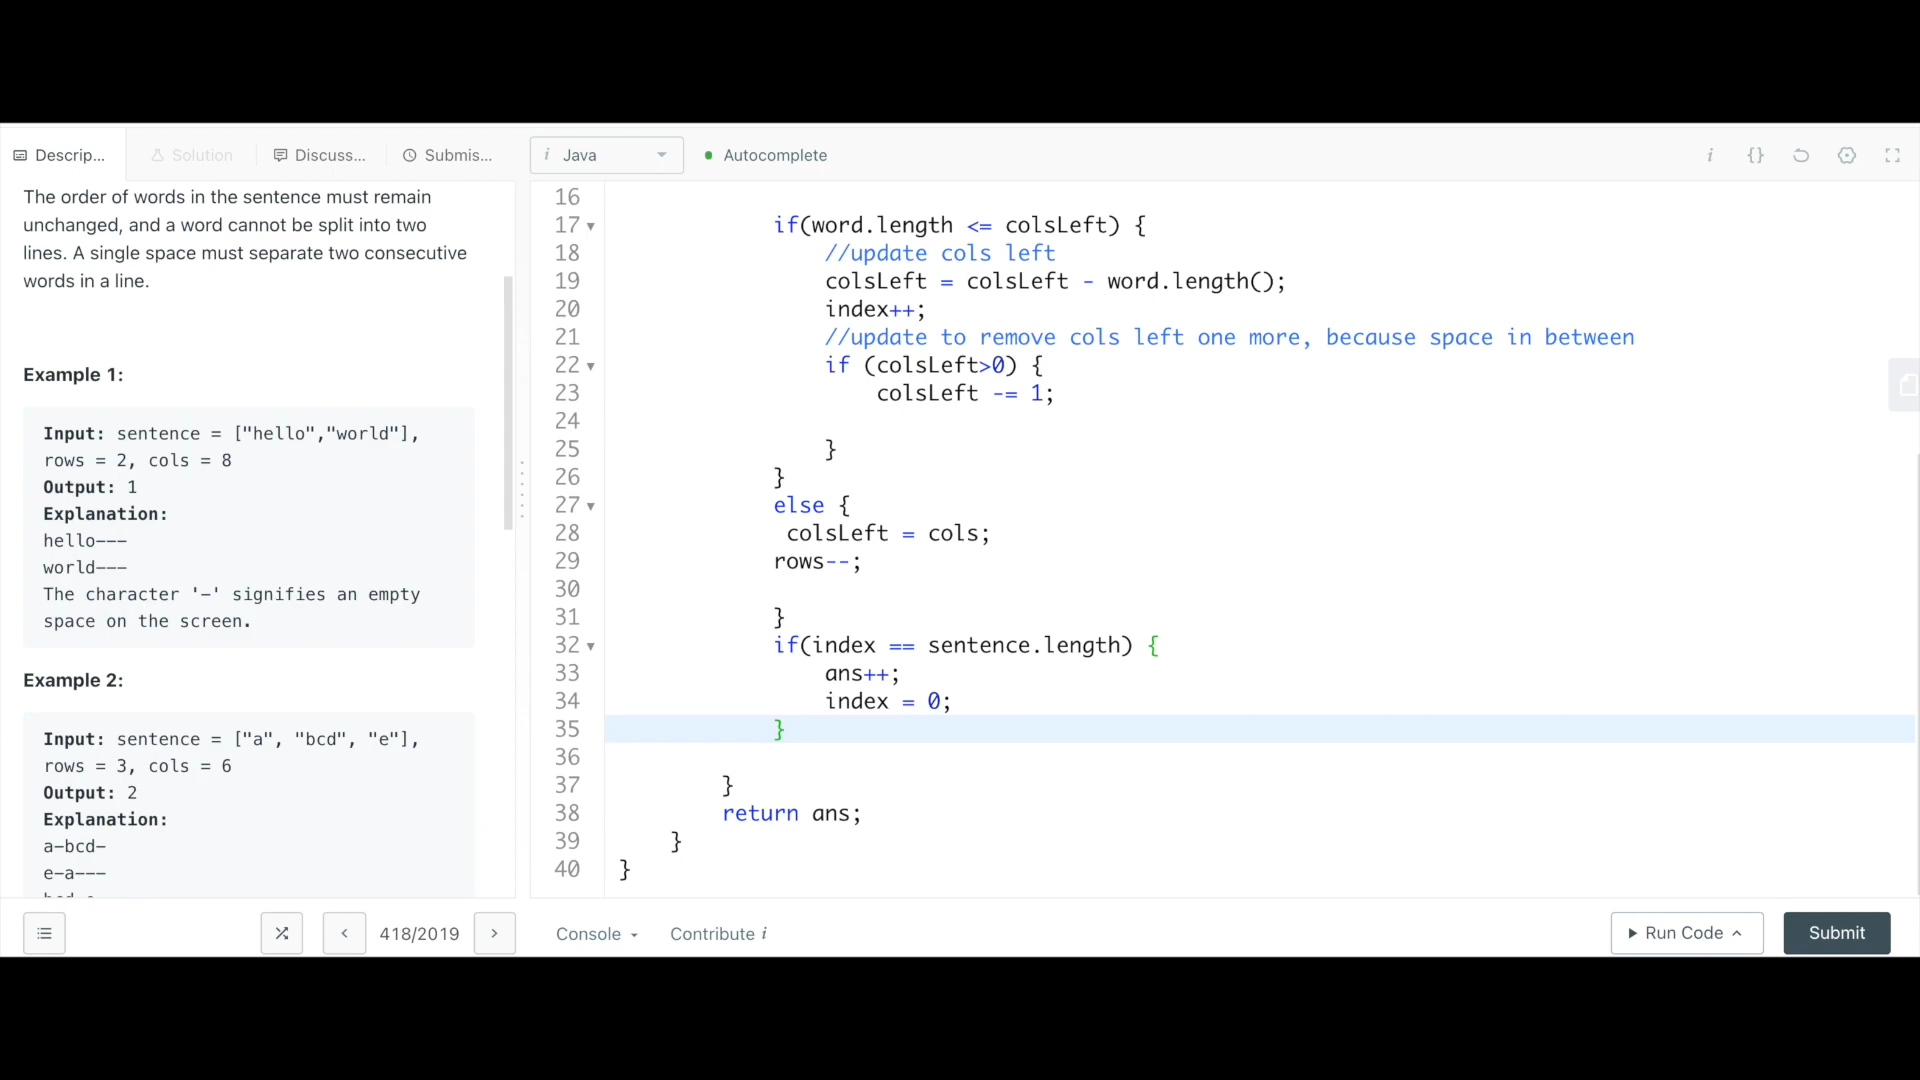 Descrip...
Solution
Discuss...
Submis...
i Java
Autocomplete
i
{}
The order of words in the sentence must remain
unchanged, and a word cannot be split into two
lines. A single space must separate two consecutive
words in a line.
Example 1:
Input: sentence = ["hello","world"],
rows = 2, cols = 8
Output: 1
Explanation:
hello---
world---
The character '-' signifies an empty
space on the screen.
Example 2:
Input: sentence = ["a", "bcd", "e"],
rows = 3, cols = 6
Output: 2
Explanation:
a-bcd-
e-a---
16
17 if(word.length <= colsLeft) {
18 //update cols left
19 colsLeft = colsLeft - word.length();
20 index++;
21 //update to remove cols left one more, because space in between
22 if (colsLeft>0) {
23 colsLeft -= 1;
24
25 }
26 }
27 else {
28 colsLeft = cols;
29 rows--;
30
31 }
32 if(index == sentence.length) {
33 ans++;
34 index = 0;
35 }
36
37 }
38 return ans;
39 }
40 }
418/2019
Console
Contribute i
Run Code
Submit